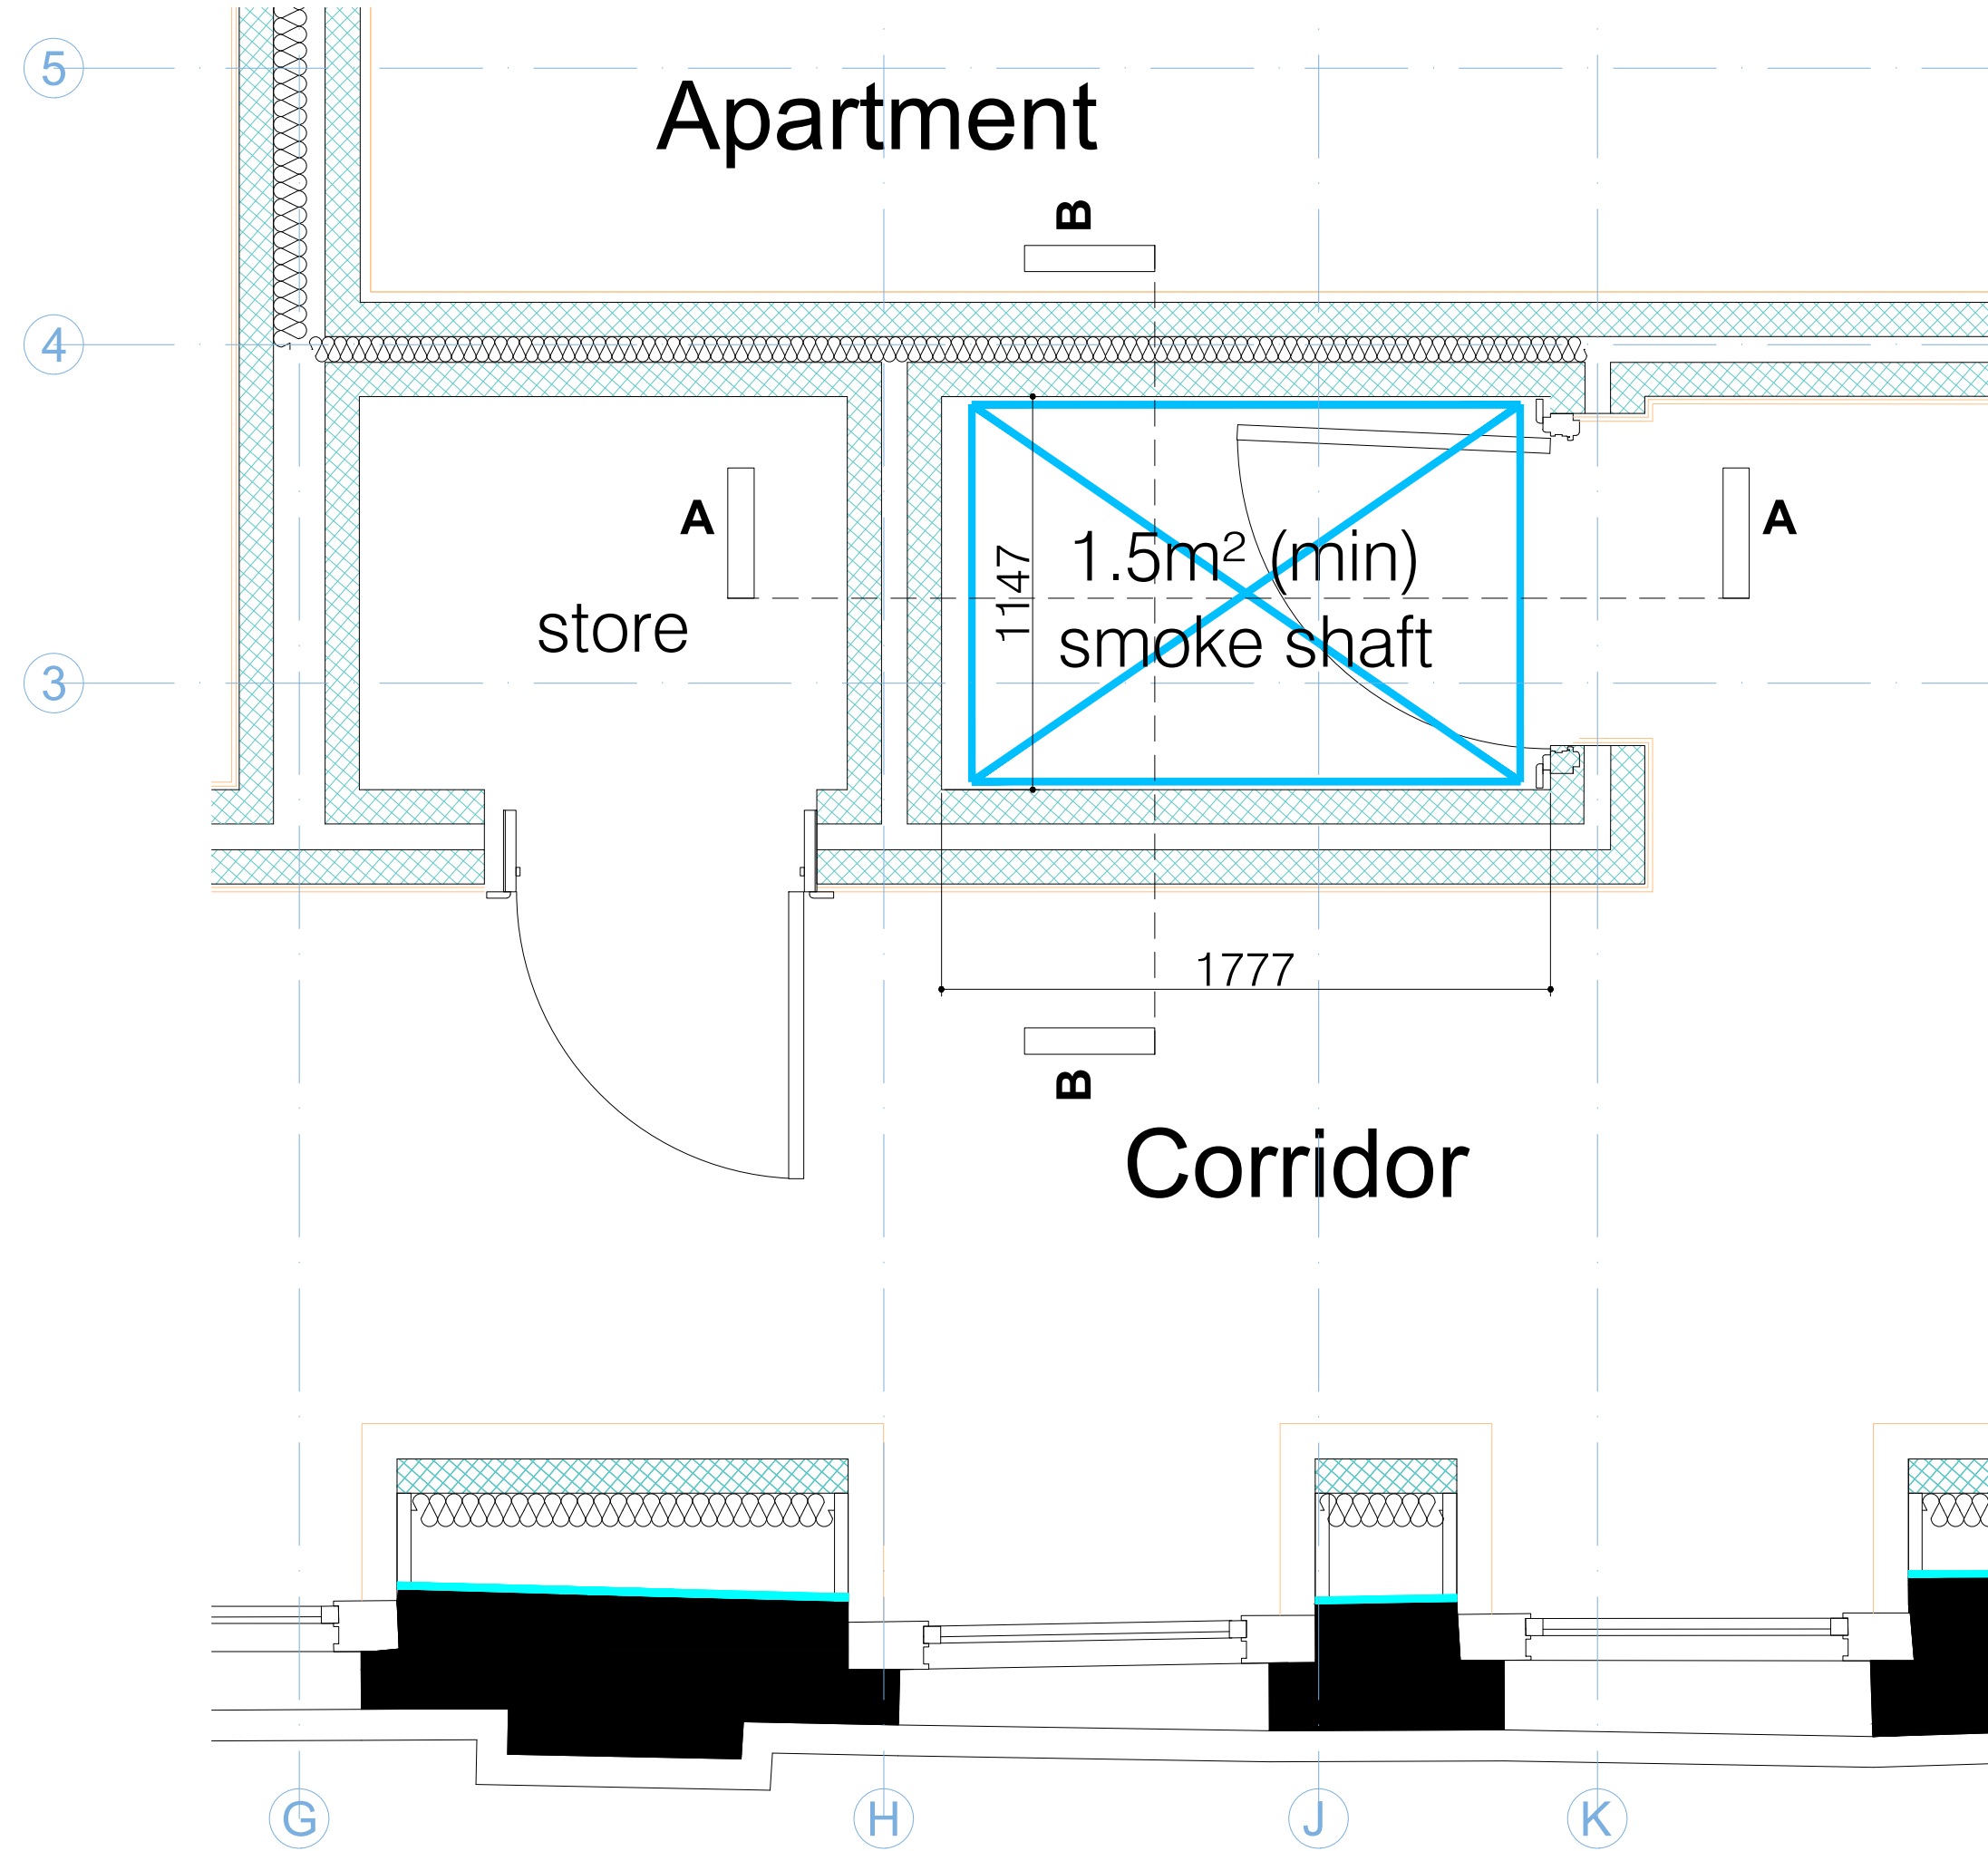 5
Apartment
B
4
A
A
1.5m² (min)
smoke shaft
1147
store
3
1777
B
Corridor
G
H
J
K